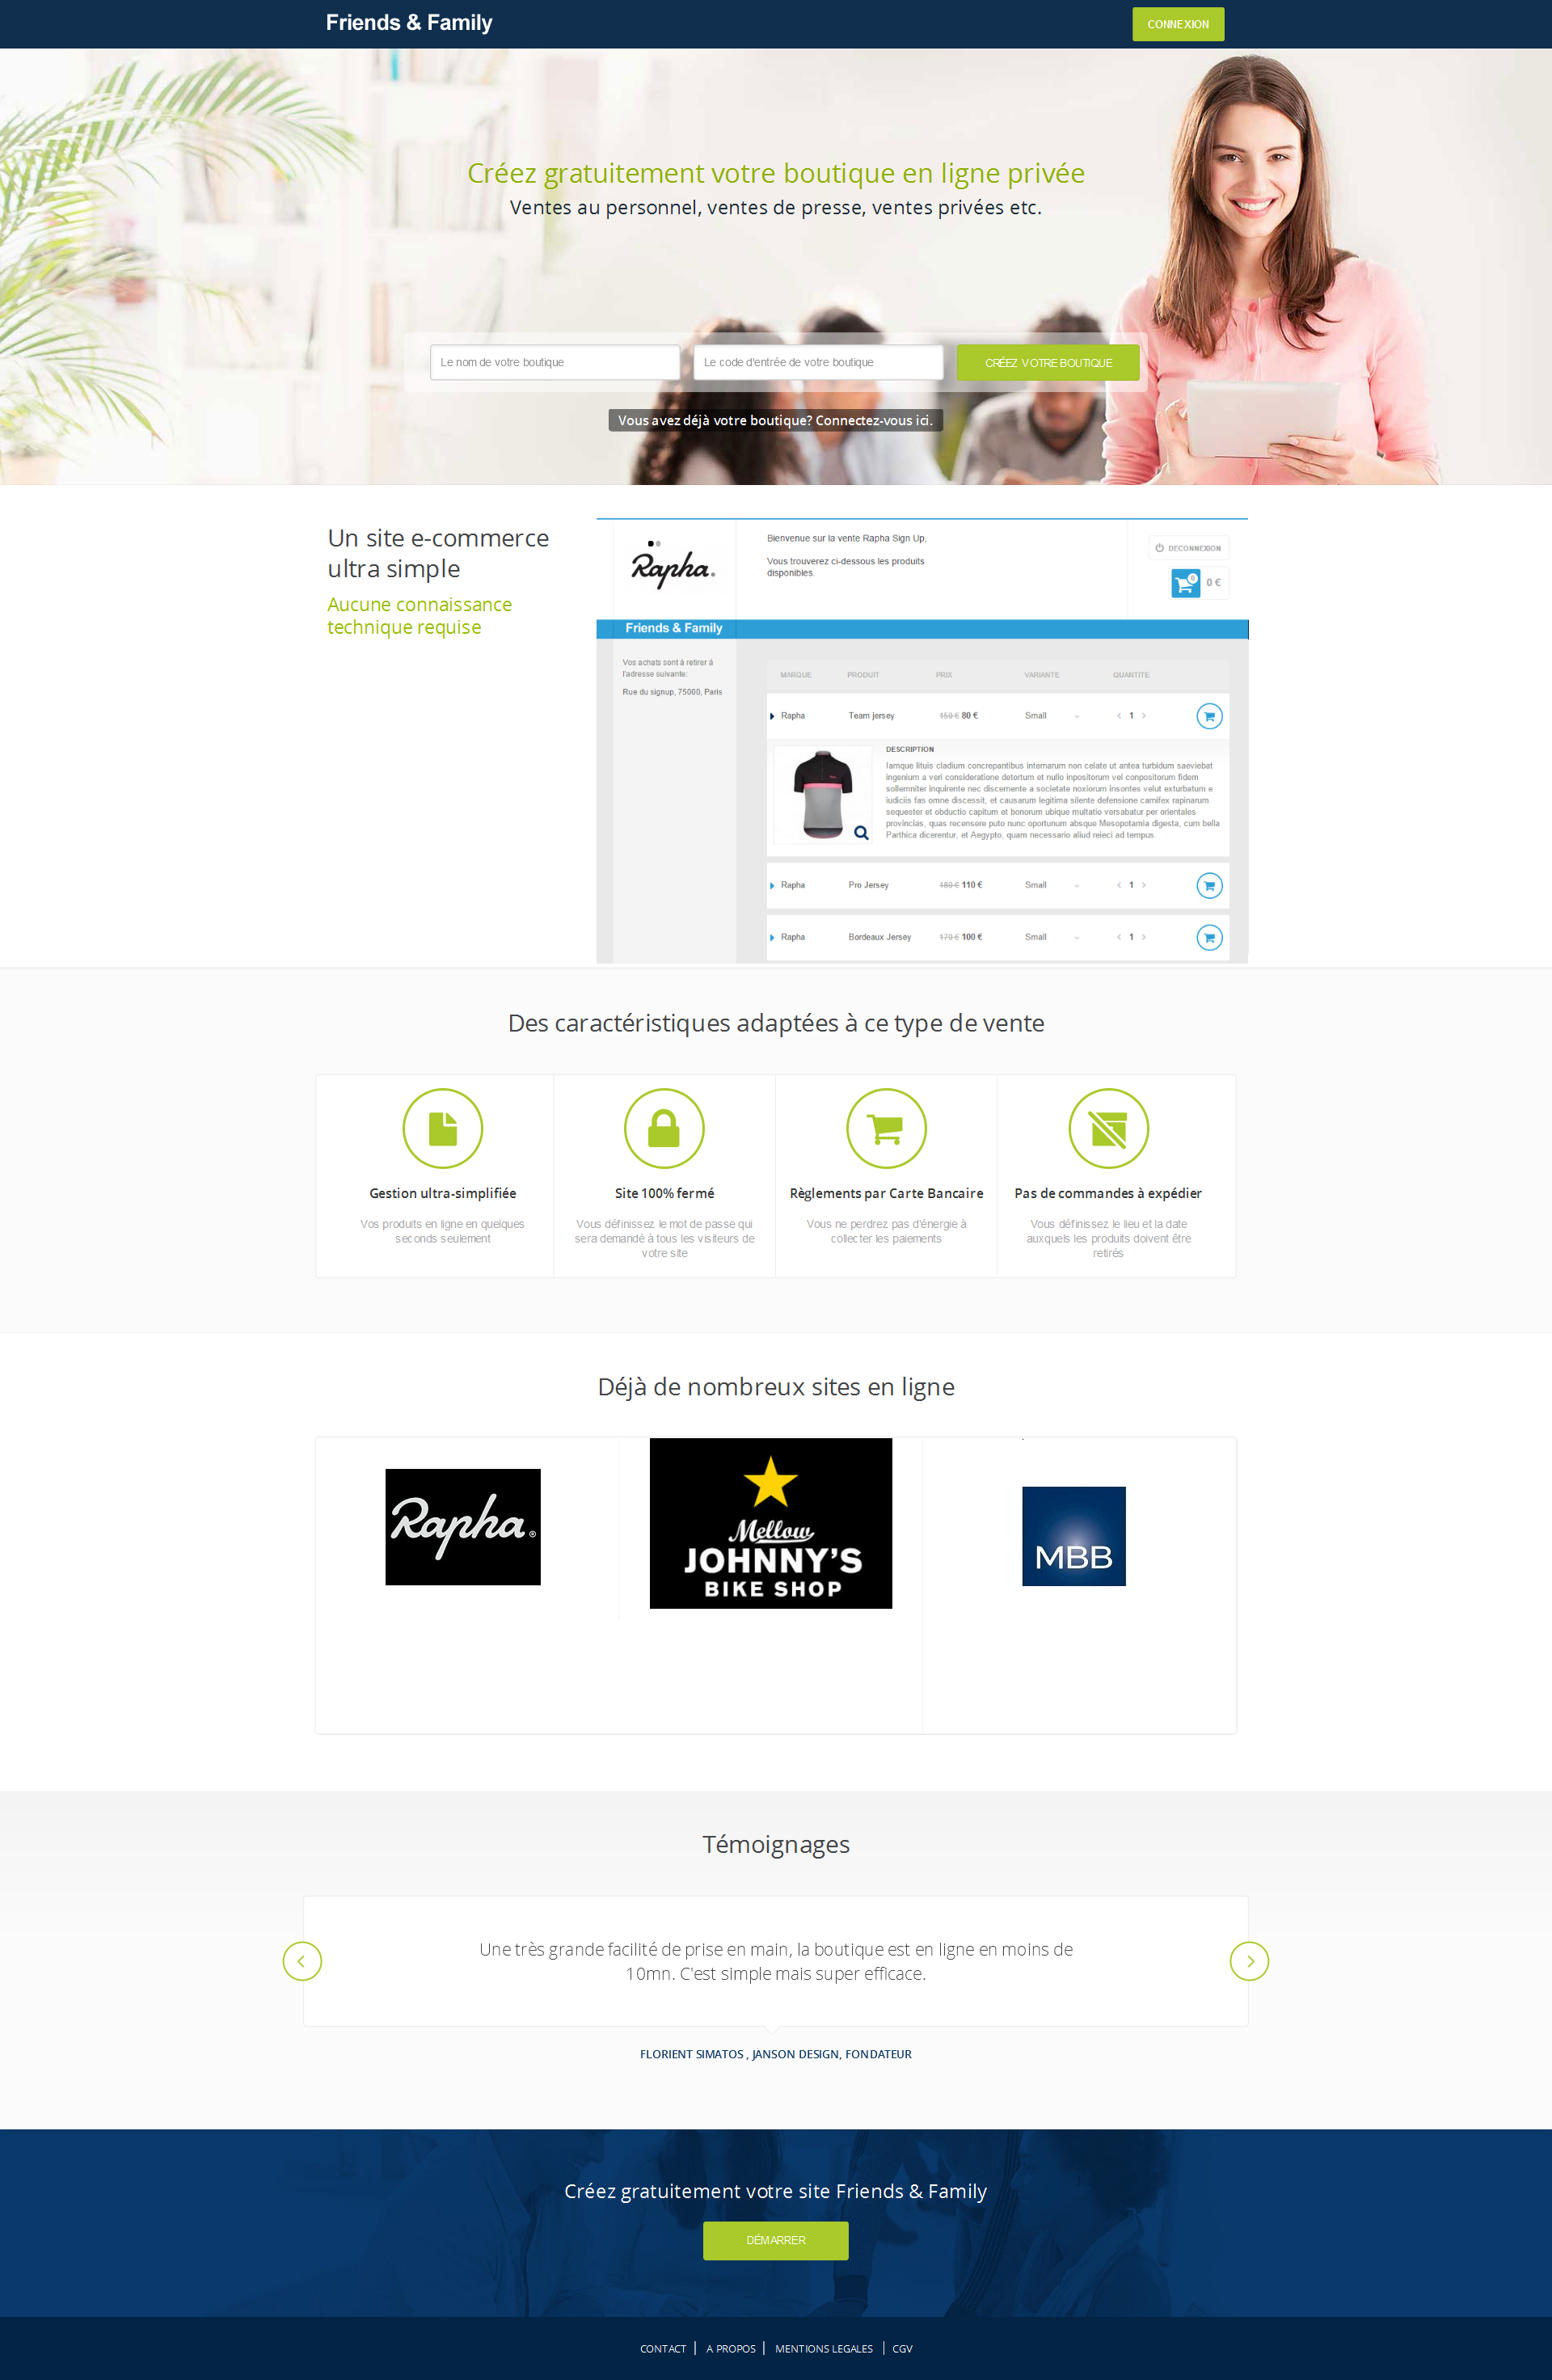 Friends & Family
CONNEXION
Créez gratuitement votre boutique en ligne privée
Ventes au personnel, ventes de presse, ventes privées etc.
Le nom de votre boutique
Le code d'entrée de votre boutique
CRÉEZ VOTRE BOUTIQUE
Vous avez déjà votre boutique? Connectez-vous ici.
Un site e-commerce
ultra simple
Aucune connaissance
technique requise
Rapha
Bienvenue sur la vente Rapha Sign Up,
Vous trouverez ci-dessous les produits
disponibles.
DECONNEXION
0
0 €
Friends & Family
Vos achats sont à retirer à
l'adresse suivante:
Rue du signup, 75000, Paris
MARQUE PRODUIT PRIX VARIANTE QUANTITE
Rapha Team jersey 150 € 80 € Small 1
DESCRIPTION
Iamque lituis cladium concrepantibus internarum non celate ut antea turbidum saeviebat
ingenium a veri consideratione detortum et nullo inpositorum vel conpositorum fidem
sollemniter inquirente nec discernente a societate noxiorum insontes velut exturbatum e
iudiciis fas omne discessit, et causarum legitima silente defensione carnifex rapinarum
sequester et obductio capitum et bonorum ubique multatio versabatur per orientales
provincias, quas recensere puto nunc oportunum absque Mesopotamia digesta, cum bella
Parthica dicerentur, et Aegypto, quam necessario aliud reieci ad tempus.
Rapha Pro Jersey 180 € 110 € Small 1
Rapha Bordeaux Jersey 170 € 100 € Small 1
Des caractéristiques adaptées à ce type de vente
Gestion ultra-simplifiée
Vos produits en ligne en quelques
seconds seulement
Site 100% fermé
Vous définissez le mot de passe qui
sera demandé à tous les visiteurs de
votre site
Règlements par Carte Bancaire
Vous ne perdrez pas d'énergie à
collecter les paiements
Pas de commandes à expédier
Vous définissez le lieu et la date
auxquels les produits doivent être
retirés
Déjà de nombreux sites en ligne
Rapha®
Mellow
JOHNNY'S
BIKE SHOP
MBB
Témoignages
Une très grande facilité de prise en main, la boutique est en ligne en moins de
10mn. C'est simple mais super efficace.
FLORIENT SIMATOS , JANSON DESIGN, FONDATEUR
Créez gratuitement votre site Friends & Family
DÉMARRER
CONTACT | A PROPOS | MENTIONS LEGALES | CGV